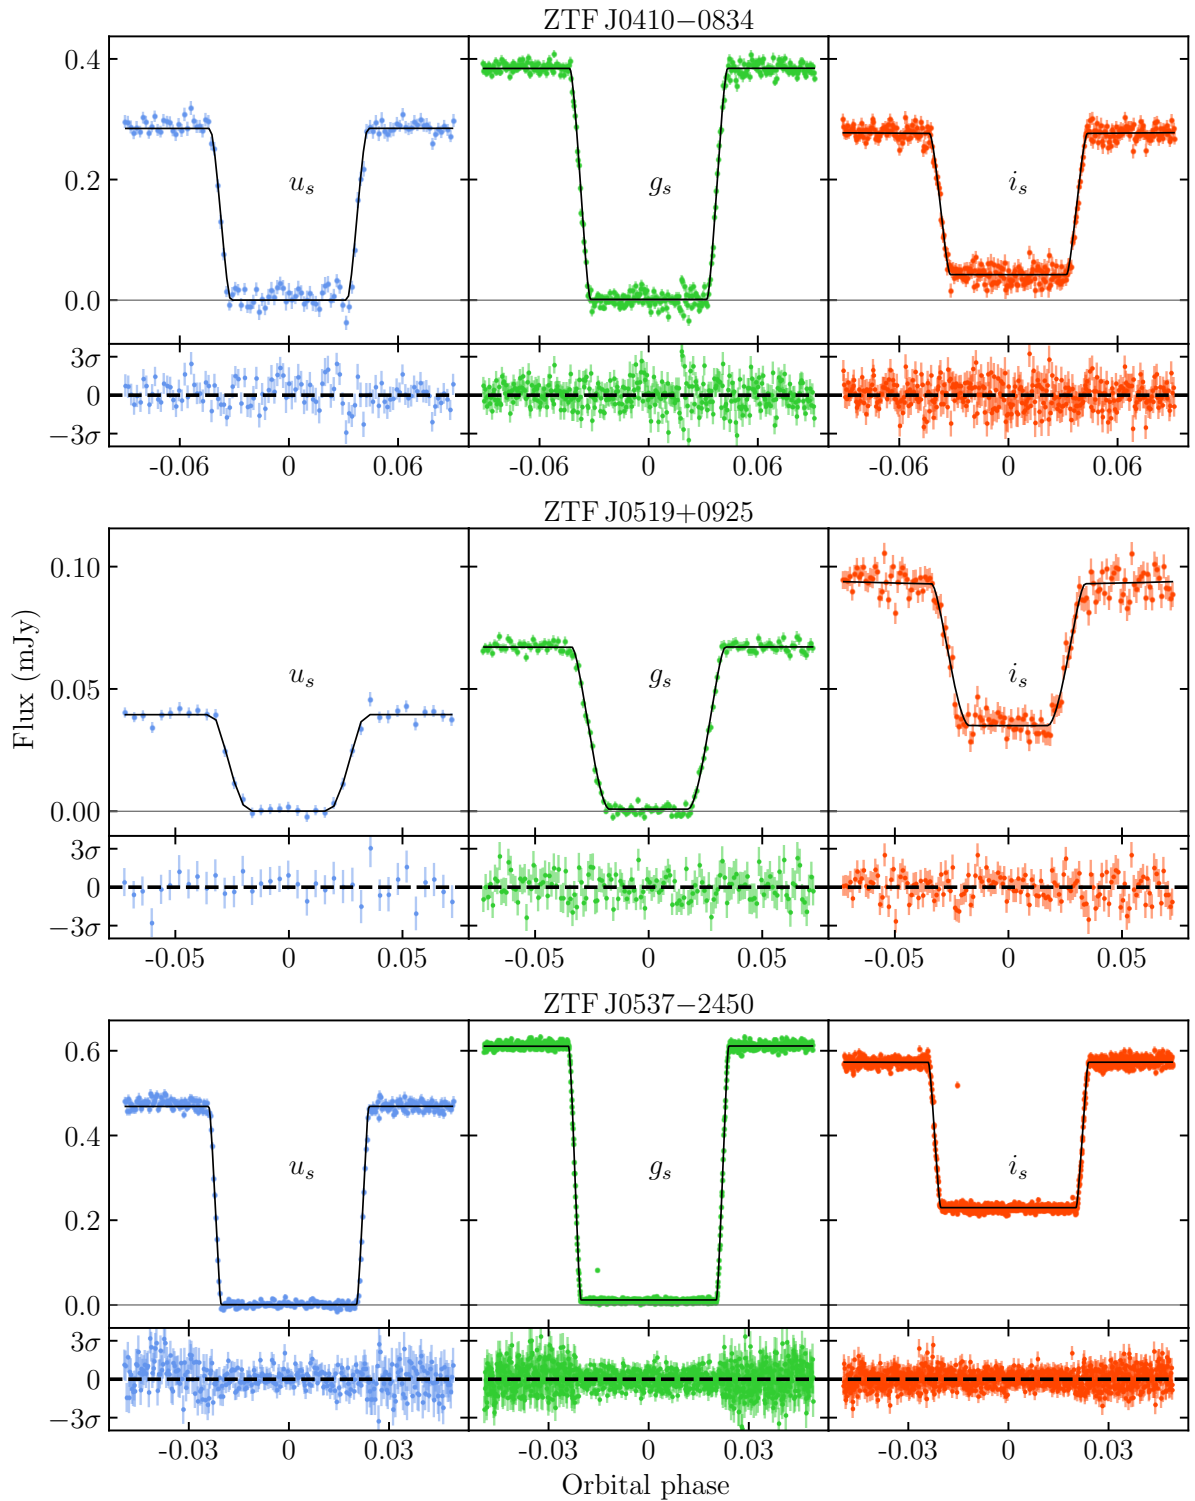 ZTF J0410−0834
0.4
0.2
0.0
u_s
g_s
i_s
3σ
0
−3σ
-0.06 0 0.06 -0.06 0 0.06 -0.06 0 0.06
ZTF J0519+0925
0.10
0.05
0.00
u_s
g_s
i_s
Flux (mJy)
3σ
0
−3σ
-0.05 0 0.05 -0.05 0 0.05 -0.05 0 0.05
ZTF J0537−2450
0.6
0.4
0.2
0.0
u_s
g_s
i_s
3σ
0
−3σ
-0.03 0 0.03 -0.03 0 0.03 -0.03 0 0.03
Orbital phase